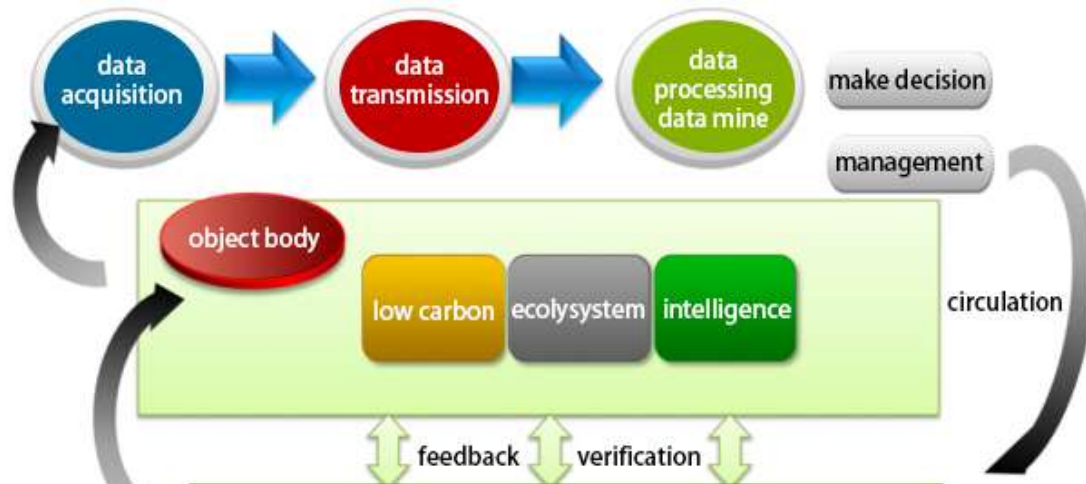 data
acquisition
data
transmission
data
processing
data mine
make decision
management
object body
low carbon
ecolysystem
intelligence
circulation
feedback
verification